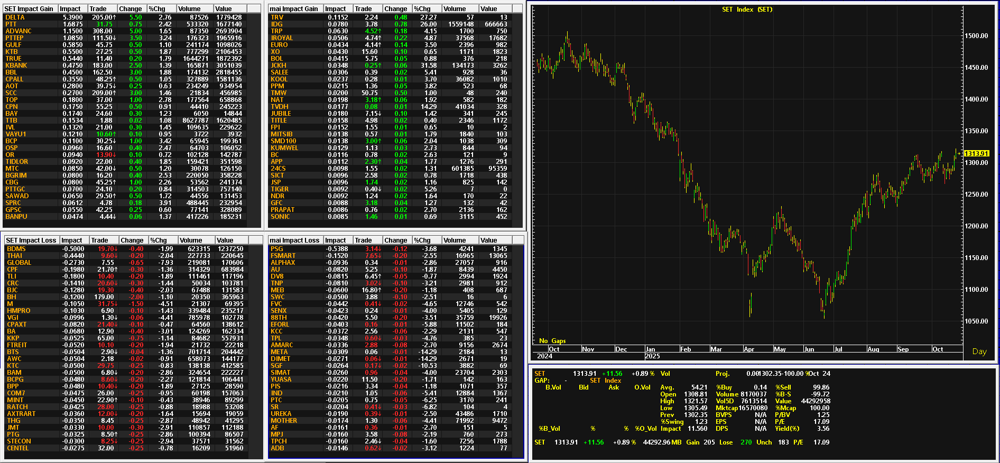 SET Impact Gain Impact Trade Change %Chg Volume Value
DELTA 5.3900 205.00↑ 5.50 2.76 87526 1779428
PTT 1.6875 31.75 0.75 2.42 533320 1677140
ADVANC 1.1500 308.00 5.00 1.65 87350 2693904
PTTEP 1.0850 111.50↓ 3.50 3.24 176323 1965916
GULF 0.5850 45.75 0.50 1.10 241174 1098026
KTB 0.5500 27.25 0.50 1.87 777299 2106453
TRUE 0.5440 11.40 0.20 1.79 1644271 1872392
KBANK 0.4750 183.00 2.50 1.39 165871 3051039
BBL 0.4500 162.50 3.00 1.88 174132 2818455
CPALL 0.3550 48.25↑ 0.50 1.05 327889 1581136
AOT 0.2800 39.75↓ 0.25 0.63 234249 934954
SCC 0.2700 209.00↑ 3.00 1.46 21834 456985
TOP 0.1800 37.00 1.00 2.78 177564 658868
CPN 0.1750 55.25 0.50 0.91 44410 245223
BAY 0.1740 24.60 0.30 1.23 6050 14844
TTB 0.1534 1.88 0.02 1.08 8627787 1620485
IVL 0.1320 21.00 0.30 1.45 109635 229622
VAYU1 0.1210 10.60↑ 0.10 0.95 3722 3932
BCP 0.1100 30.25↓ 1.00 3.42 65945 199361
OSP 0.0960 16.60 0.40 2.47 64703 106052
OR 0.0940 13.90↓ 0.10 0.72 102128 142787
TIDLOR 0.0920 22.00 0.40 1.85 159421 351598
MTC 0.0850 42.00↓ 0.50 1.20 30078 126150
BGRIM 0.0800 16.20 0.40 2.53 220050 358228
CBG 0.0800 45.25↑ 1.00 2.26 53562 241374
PTTGC 0.0700 24.10 0.20 0.84 314503 757140
SAWAD 0.0650 29.50↑ 0.50 1.72 44556 131453
SPRC 0.0612 4.78 0.18 3.91 488445 232954
GPSC 0.0550 42.25 0.25 0.60 77141 328089
BANPU 0.0474 4.44↓ 0.06 1.37 417226 185231
mai Impact Gain Impact Trade Change %Chg Volume Value
TRV 0.1152 2.24 0.48 27.27 57 13
IDG 0.0780 3.78 0.78 26.00 1559148 666663
TRP 0.0630 4.52↑ 0.18 4.15 1700 750
IROYAL 0.0506 4.74↑ 0.22 4.87 37568 17682
EURO 0.0434 4.14↑ 0.14 3.50 2396 982
XO 0.0430 15.60 0.10 0.65 1171 1823
BOL 0.0415 5.75 0.05 0.88 376 218
JCKH 0.0348 0.25↑ 0.06 31.58 134173 3262
SALEE 0.0306 0.39 0.02 5.41 928 36
KOOL 0.0237 0.28 0.01 3.70 36082 1010
PPM 0.0215 1.36 0.05 3.82 523 68
TMW 0.0200 50.75 0.50 1.00 48 240
NAT 0.0198 3.18↑ 0.06 1.92 582 182
TVDH 0.0177 0.08 0.01 14.29 41034 328
JUBILE 0.0180 7.15↓ 0.10 1.42 341 245
TITLE 0.0158 4.98 0.02 0.40 2346 1172
FPI 0.0152 1.55 0.01 0.65 10 2
MITSIB 0.0138 0.57 0.01 1.79 1840 103
SMD100 0.0138 3.00↑ 0.06 2.04 1038 309
KUMWEL 0.0129 1.13 0.03 2.73 844 94
BC 0.0116 0.78 0.02 2.63 121 9
APP 0.0112 2.30↑ 0.04 1.77 1276 291
24CS 0.0098 1.55 0.02 1.31 601385 95359
SICT 0.0096 2.58 0.02 0.78 1718 438
JSP 0.0096 1.74 0.02 1.16 825 142
TIGER 0.0092 0.40↓ 0.02 5.26 7 0
NDR 0.0092 1.24 0.02 1.64 170 22
GFC 0.0088 3.18 0.04 1.27 132 42
PRAPAT 0.0086 0.76 0.02 2.70 2136 162
SONIC 0.0085 1.46 0.01 0.69 3115 452
SET Impact Loss Impact Trade Change %Chg Volume Value
BDMS -0.5000 19.70↓ -0.40 -1.99 623315 1237250
THAI -0.4440 9.60↓ -0.20 -2.04 227733 220645
GLOBAL -0.2730 7.55 -0.65 -7.93 219081 170606
CPF -0.1980 21.70↑ -0.30 -1.36 314329 683984
TLI -0.1800 10.40 -0.20 -1.89 111461 117196
CRC -0.1410 20.60↓ -0.30 -1.44 50034 103781
BJC -0.1280 19.30 -0.40 -2.03 67488 131583
BH -0.1200 179.00 -2.00 -1.10 20350 365963
M -0.1050 31.75↓ -1.50 -4.51 21307 69395
HMPRO -0.1030 6.90 -0.10 -1.43 339484 235217
VGI -0.0996 1.30↓ -0.06 -4.41 785978 102778
CPAXT -0.0820 21.40↓ -0.10 -0.47 64560 138612
BA -0.0680 12.90 -0.40 -3.01 124269 162334
KKP -0.0525 65.00 -0.75 -1.14 84682 557931
FTREIT -0.0520 10.10 -0.20 -1.94 21732 22218
BTS -0.0504 2.90↓ -0.04 -1.36 701714 204442
AWC -0.0504 2.18 -0.02 -0.91 658073 144177
KTC -0.0500 29.75 -0.25 -0.83 138138 412585
BAM -0.0500 6.80↓ -0.20 -2.86 324654 222227
BCPG -0.0480 8.60↓ -0.20 -2.27 121814 106441
BPP -0.0480 10.40↓ -0.20 -1.89 27125 28590
COM7 -0.0475 26.00 -0.25 -0.95 60198 157063
MINT -0.0450 22.90↑ -0.10 -0.43 38946 89299
RATCH -0.0425 28.00 -0.25 -0.88 18988 53208
AXTRART -0.0360 12.00↓ -0.20 -1.64 15694 19059
THG -0.0350 8.45 -0.25 -2.87 48942 41295
JMT -0.0330 10.00 -0.30 -2.91 110857 112188
PTG -0.0325 8.50↑ -0.25 -2.86 100394 86507
STECON -0.0300 8.25↓ -0.25 -2.94 37571 31562
CENTEL -0.0275 32.00 -0.25 -0.78 16209 51960
mai Impact Loss Impact Trade Change %Chg Volume Value
PSG -0.5388 3.14↓ -0.12 -3.68 4241 1345
FSMART -0.1520 7.65↓ -0.20 -2.55 16965 13065
ALPHAX -0.0936 0.34 -0.01 -2.86 27057 916
AU -0.0820 5.25 -0.10 -1.87 8439 4450
DV8 -0.0815 6.45↑ -0.05 -0.77 2994 1924
TNP -0.0810 3.02↓ -0.10 -3.21 2981 912
MEB -0.0600 16.80↑ -0.20 -1.18 408 687
SWC -0.0500 3.88 -0.10 -2.51 16 6
FVC -0.0442 0.41↓ -0.02 -4.65 12746 542
SENX -0.0423 0.24 -0.01 -4.00 5405 129
88TH -0.0420 5.50 -0.20 -3.51 35759 19926
EFORL -0.0403 0.16 -0.01 -5.88 11502 184
KCC -0.0372 2.56 -0.06 -2.29 2131 547
TPL -0.0348 0.60↓ -0.03 -4.76 385 23
AMARC -0.0336 2.88 -0.08 -2.70 9156 2674
META -0.0309 0.06 -0.01 -14.29 2184 13
DIMET -0.0271 0.06↓ -0.01 -14.29 2671 19
SGF -0.0264 0.17↓ -0.02 -10.53 3882 69
SIMAT -0.0260 0.96 -0.04 -4.00 23704 2303
YUASA -0.0217 11.50 -0.20 -1.71 142 163
PIS -0.0216 3.34 -0.04 -1.18 1071 357
IND -0.0210 1.05 -0.06 -5.41 12884 1367
PTC -0.0205 0.75 -0.05 -6.25 3170 241
SR -0.0204 0.41↓ -0.03 -6.82 104 4
UREKA -0.0190 0.39↓ -0.01 -2.50 43486 1710
MOTHER -0.0174 1.30 -0.06 -4.41 71992 9472
AF -0.0161 0.36 -0.01 -2.70 151 5
MPJ -0.0160 3.58 -0.08 -2.19 760 273
TPCH -0.0160 2.46↓ -0.04 -1.60 7256 1788
ADB -0.0146 0.62↓ -0.02 -3.12 1224 77
SET Index (SET)
1500.00
1450.00
1400.00
1350.00
1313.91
1300.00
1250.00
1200.00
1150.00
1100.00
1050.00
No Gaps
Oct Nov Dec Jan Feb Mar Apr May Jun Jul Aug Sep Oct
2024 2025
Day
SET 1313.91 +11.56 +0.89 % Vol Proj. 0.001302.35-100.00 % Oct 24
GAP: - SET Index
B.Vol Bid Ask O.Vol Avg. 54.21 %Buy 0.14 %Sell 99.86
Open 1308.81 Volume 8170037 %B-S -99.72
High 1321.57 Vol5D 7613514 Value 44292958
Low 1305.49 Mktcap 16570080 %Mcap 100.00
Prev 1302.35 BVPS N/A P/BV 1.25
%Swing 1.23 EPS N/A P/E 17.09
%B_Vol % % %O_Vol Impact 11.560 DPS N/A Yield(%) 3.56
SET 1313.91 +11.56 +0.89 % 44292.96 MB Gain 205 Lose 270 Unch 183 P/E 17.09